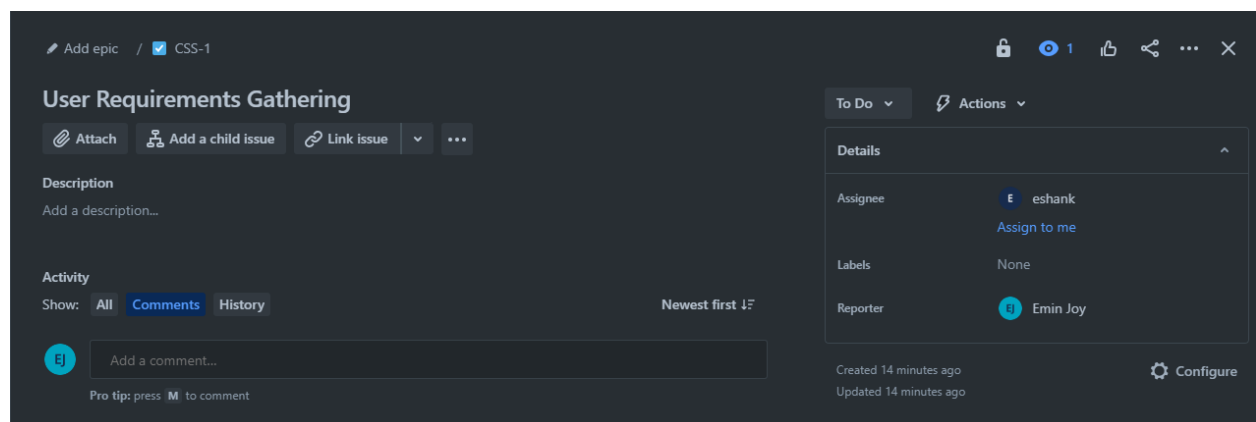 Add epic / CSS-1
1
User Requirements Gathering
Attach Add a child issue Link issue
Description
Add a description...
Activity
Show: All Comments History Newest first
EJ Add a comment...
Pro tip: press M to comment
To Do Actions
Details
Assignee E eshank
Assign to me
Labels None
Reporter EJ Emin Joy
Created 14 minutes ago Configure
Updated 14 minutes ago